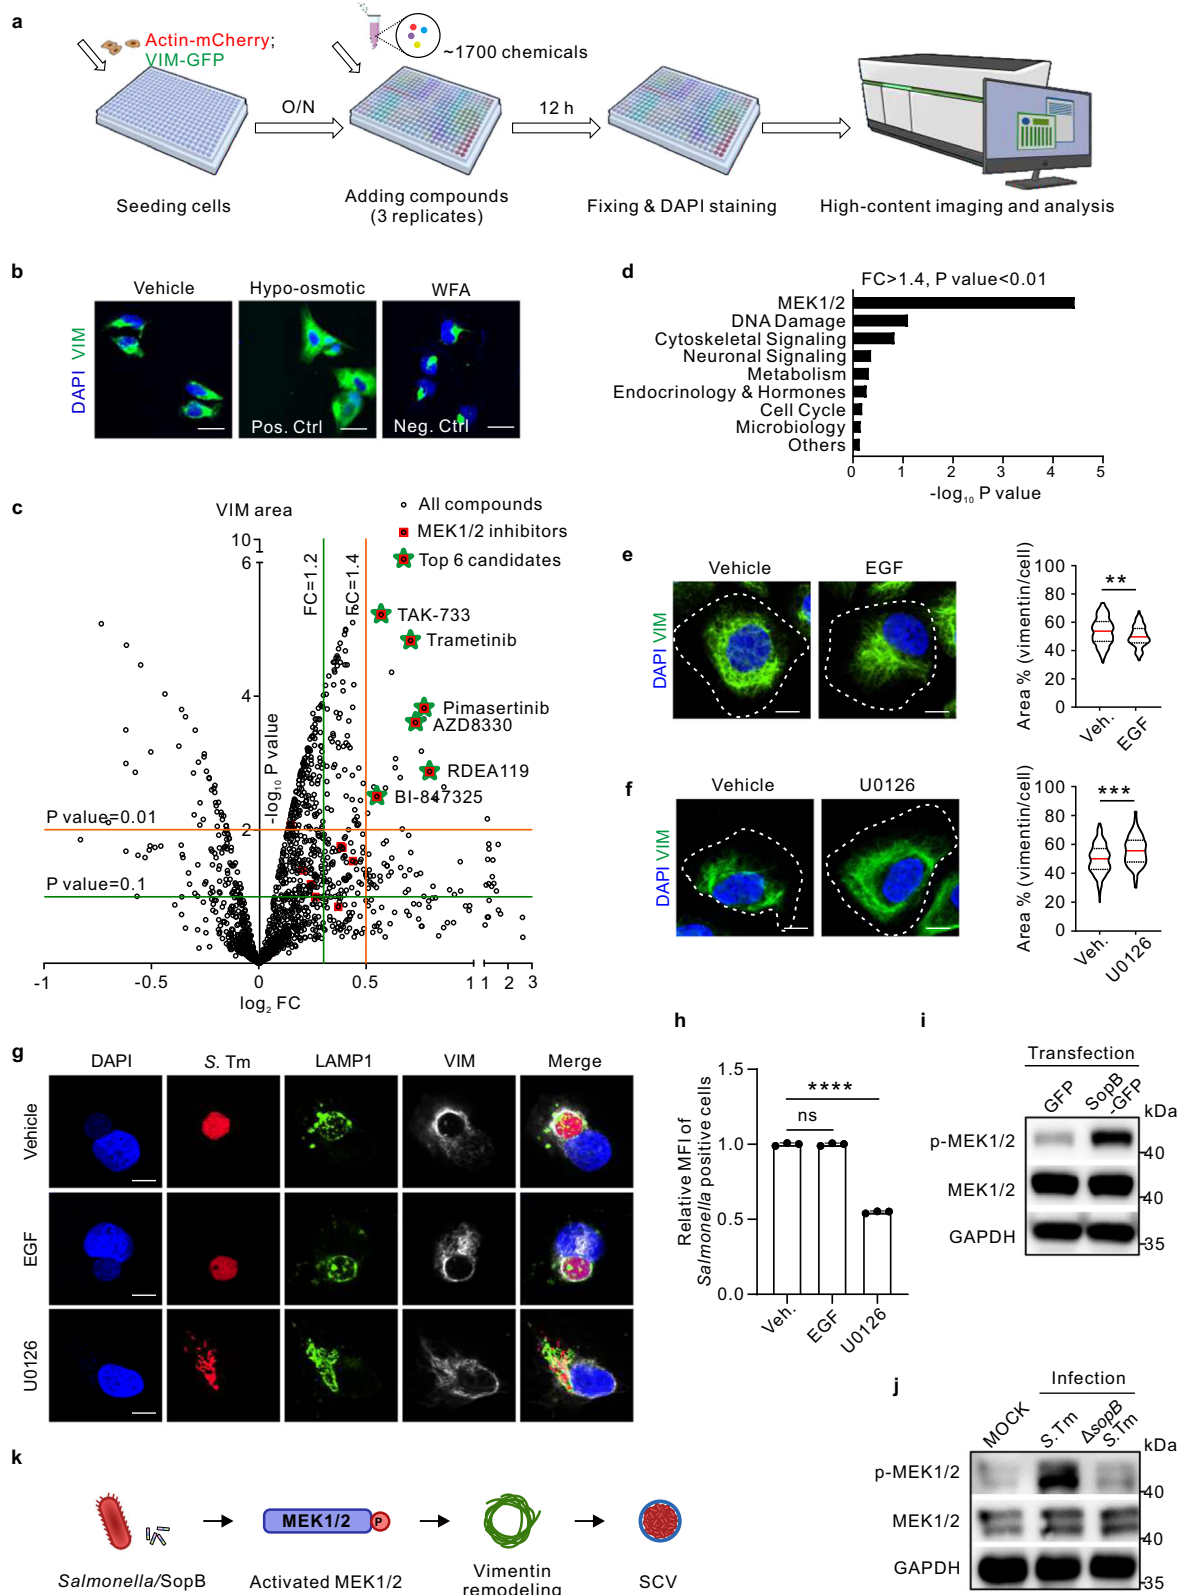 a
Actin-mCherry;
VIM-GFP
~1700 chemicals
O/N
12 h
Seeding cells
Adding compounds
(3 replicates)
Fixing & DAPI staining
High-content imaging and analysis
b
Vehicle
Hypo-osmotic
WFA
DAPI VIM
Pos. Ctrl
Neg. Ctrl
d
FC>1.4, P value<0.01
MEK1/2
DNA Damage
Cytoskeletal Signaling
Neuronal Signaling
Metabolism
Endocrinology & Hormones
Cell Cycle
Microbiology
Others
0 1 2 3 4 5
-log₁₀ P value
c
VIM area
All compounds
MEK1/2 inhibitors
Top 6 candidates
10
6
4
2
-log₁₀ P value
FC=1.2
FC=1.4
TAK-733
Trametinib
Pimasertinib
AZD8330
RDEA119
BI-847325
P value=0.01
P value=0.1
-1 -0.5 0 0.5 1 1 2 3
log₂ FC
e
Vehicle
EGF
DAPI VIM
Area % (vimentin/cell)
100
80
60
40
20
0
**
Veh.
EGF
f
Vehicle
U0126
DAPI VIM
Area % (vimentin/cell)
100
80
60
40
20
0
***
Veh.
U0126
g
DAPI
S. Tm
LAMP1
VIM
Merge
Vehicle
EGF
U0126
h
Relative MFI of
Salmonella positive cells
1.5
1.0
0.5
0.0
****
ns
Veh.
EGF
U0126
i
Transfection
GFP
SopB
-GFP
kDa
p-MEK1/2
40
MEK1/2
40
GAPDH
35
j
Infection
MOCK
S.Tm
ΔsopB
S.Tm
kDa
p-MEK1/2
40
MEK1/2
40
GAPDH
35
k
MEK1/2
P
Salmonella/SopB
Activated MEK1/2
Vimentin
remodeling
SCV